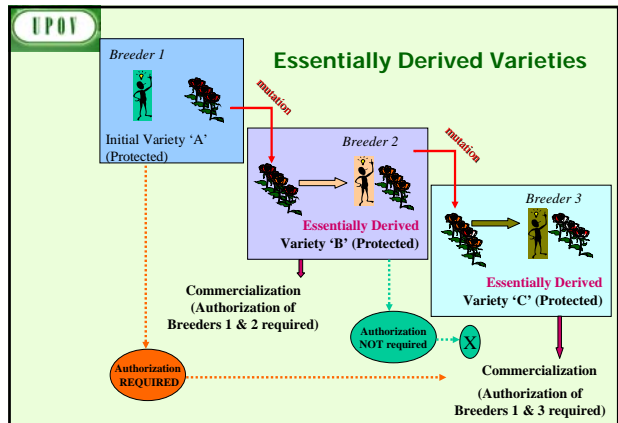 UPOV
Essentially Derived Varieties
Breeder 1
Initial Variety ‘A’
(Protected)
mutation
Breeder 2
Essentially Derived
Variety ‘B’ (Protected)
mutation
Breeder 3
Essentially Derived
Variety ‘C’ (Protected)
Commercialization
(Authorization of
Breeders 1 & 2 required)
Authorization
NOT required
X
Authorization
REQUIRED
Commercialization
(Authorization of
Breeders 1 & 3 required)